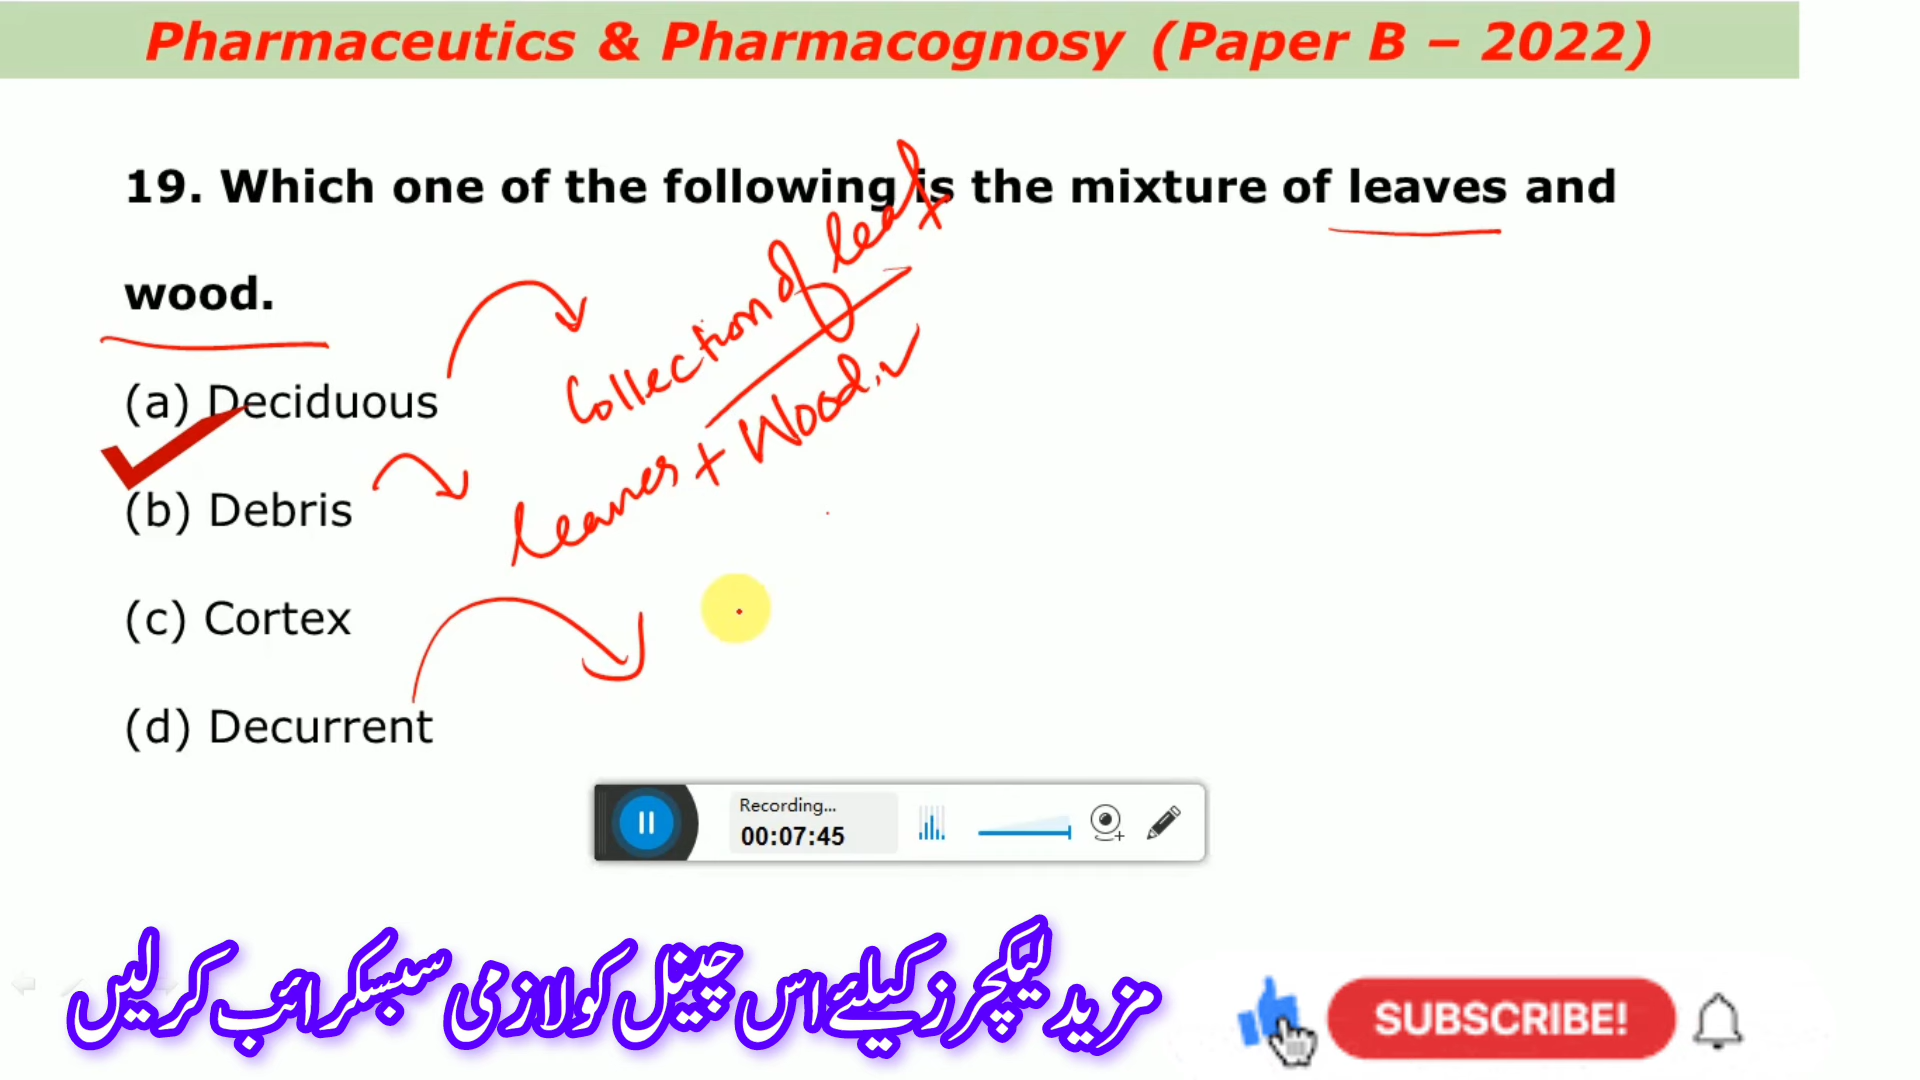 Pharmaceutics & Pharmacognosy (Paper B – 2022)
19. Which one of the following is the mixture of leaves and
wood.
Collection of leaf
(a) Deciduous
Leaves + Wood.
(b) Debris
(c) Cortex
(d) Decurrent
Recording...
00:07:45
مزید لیکچرز کیلئے اس چینل کو لازمی سبسکرائب کر لیں
SUBSCRIBE!